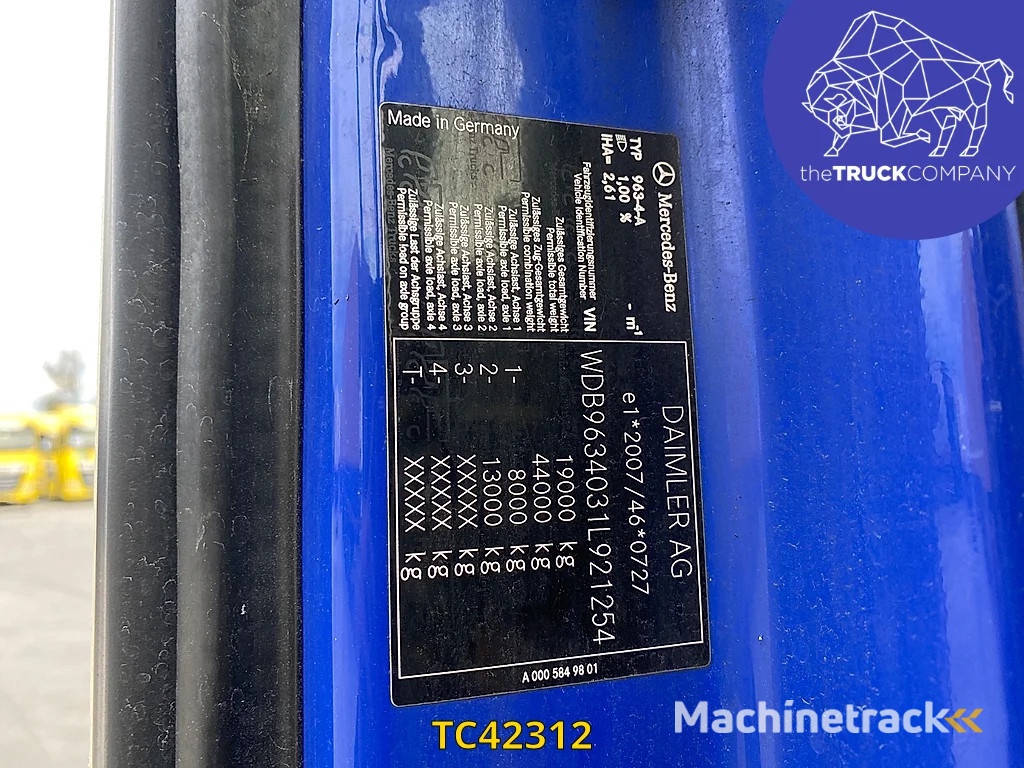 Mercedes-Benz
TYP 963-4-A - m⁻¹
1,00 %
IHA= 2,61
DAIMLER AG
e1*2007/46*0727
Fahrzeugidentifizierungsnummer
Vehicle Identification Number VIN WDB9634031L921254
Zulässiges Gesamtgewicht
Permissible total weight 19000 kg
Zulässiges Zug-Gesamtgewicht
Permissible combination weight 44000 kg
Zulässige Achslast, Achse 1
Permissible axle load, axle 1 1- 8000 kg
Zulässige Achslast, Achse 2
Permissible axle load, axle 2 2- 13000 kg
Zulässige Achslast, Achse 3
Permissible axle load, axle 3 3- XXXXX kg
Zulässige Achslast, Achse 4
Permissible axle load, axle 4 4- XXXXX kg
Zulässige Last der Achsgruppe
Permissible load on axle group T- XXXXX kg
Made in Germany
A 000 584 98 01
theTRUCKCOMPANY
TC42312
Machinetrack